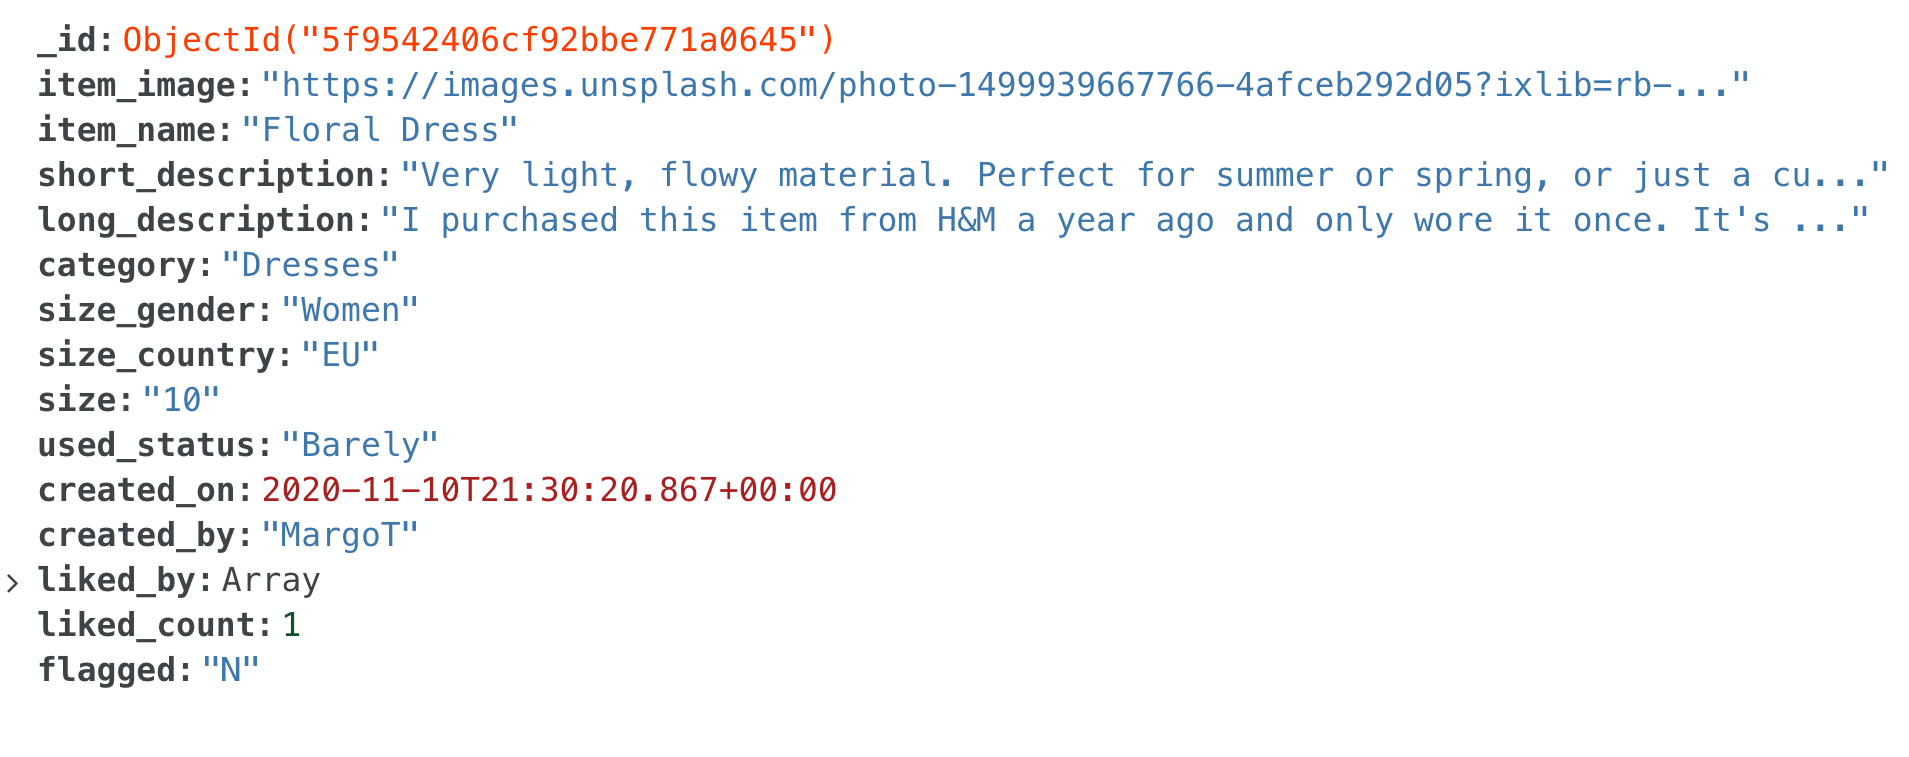 _id: ObjectId("5f9542406cf92bbe771a0645")
item_image: "https://images.unsplash.com/photo-1499939667766-4afceb292d05?ixlib=rb-..."
item_name: "Floral Dress"
short_description: "Very light, flowy material. Perfect for summer or spring, or just a cu..."
long_description: "I purchased this item from H&M a year ago and only wore it once. It's ..."
category: "Dresses"
size_gender: "Women"
size_country: "EU"
size: "10"
used_status: "Barely"
created_on: 2020-11-10T21:30:20.867+00:00
created_by: "MargoT"
> liked_by: Array
liked_count: 1
flagged: "N"